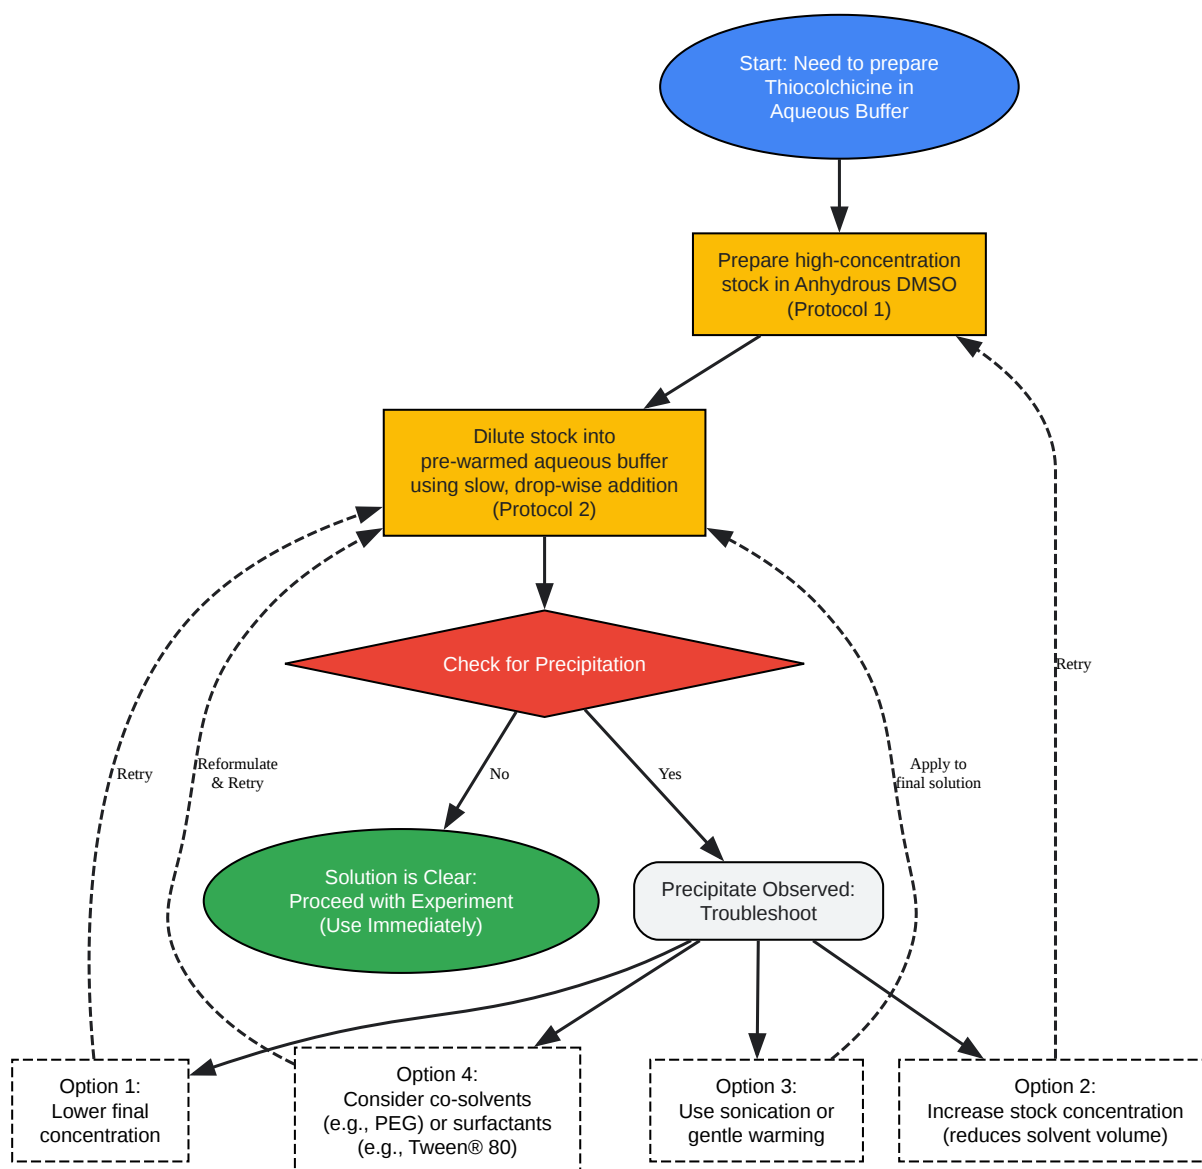 Start: Need to prepare
Thiocolchicine in
Aqueous Buffer
Prepare high-concentration
stock in Anhydrous DMSO
(Protocol 1)
Dilute stock into
pre-warmed aqueous buffer
using slow, drop-wise addition
(Protocol 2)
Check for Precipitation
Retry
Retry
Reformulate
& Retry
No
Yes
Apply to
final solution
Solution is Clear:
Proceed with Experiment
(Use Immediately)
Precipitate Observed:
Troubleshoot
Option 1:
Lower final
concentration
Option 4:
Consider co-solvents
(e.g., PEG) or surfactants
(e.g., Tween® 80)
Option 3:
Use sonication or
gentle warming
Option 2:
Increase stock concentration
(reduces solvent volume)